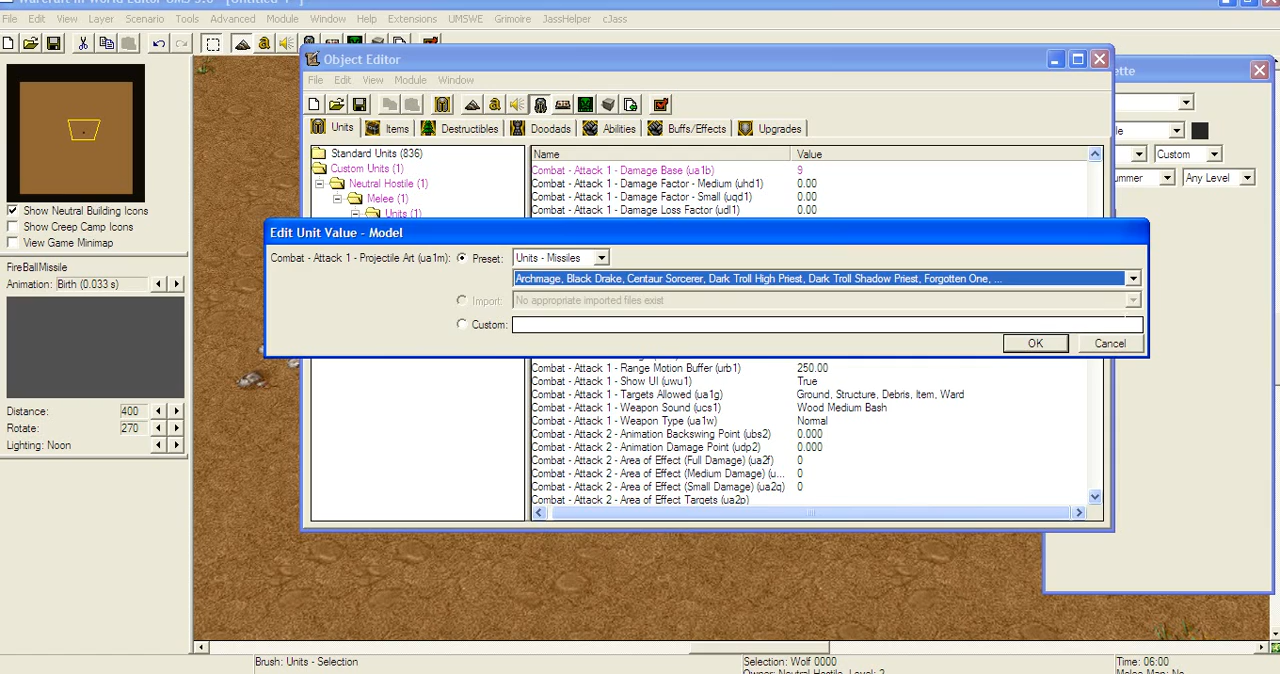 File Edit View Layer Scenario Tools Advanced Module Window Help Extensions UMSWE Grimoire JassHelper cJass
Object Editor
File Edit View Module Window
Units Items Destructibles Doodads Abilities Buffs/Effects Upgrades
Standard Units (836)
Custom Units (1)
Neutral Hostile (1)
Melee (1)
Units (1)
Name Value
Combat - Attack 1 - Damage Base (ua1b) 9
Combat - Attack 1 - Damage Factor - Medium (uhd1) 0.00
Combat - Attack 1 - Damage Factor - Small (uqd1) 0.00
Combat - Attack 1 - Damage Loss Factor (udl1) 0.00
Edit Unit Value - Model
Combat - Attack 1 - Projectile Art (ua1m): Preset: Units - Missiles
Archmage, Black Drake, Centaur Sorcerer, Dark Troll High Priest, Dark Troll Shadow Priest, Forgotten One, ...
Import: No appropriate imported files exist
Custom:
OK Cancel
Combat - Attack 1 - Range Motion Buffer (urb1) 250.00
Combat - Attack 1 - Show UI (uwu1) True
Combat - Attack 1 - Targets Allowed (ua1g) Ground, Structure, Debris, Item, Ward
Combat - Attack 1 - Weapon Sound (ucs1) Wood Medium Bash
Combat - Attack 1 - Weapon Type (ua1w) Normal
Combat - Attack 2 - Animation Backswing Point (ubs2) 0.000
Combat - Attack 2 - Animation Damage Point (udp2) 0.000
Combat - Attack 2 - Area of Effect (Full Damage) (ua2f) 0
Combat - Attack 2 - Area of Effect (Medium Damage) (u... 0
Combat - Attack 2 - Area of Effect (Small Damage) (ua2q) 0
Combat - Attack 2 - Area of Effect Targets (ua2p)
Show Neutral Building Icons
Show Creep Camp Icons
View Game Minimap
FireBallMissile
Animation: Birth (0.033 s)
Distance: 400
Rotate: 270
Lighting: Noon
ette
le
Custom
ummer Any Level
Brush: Units - Selection
Selection: Wolf 0000
Time: 06:00